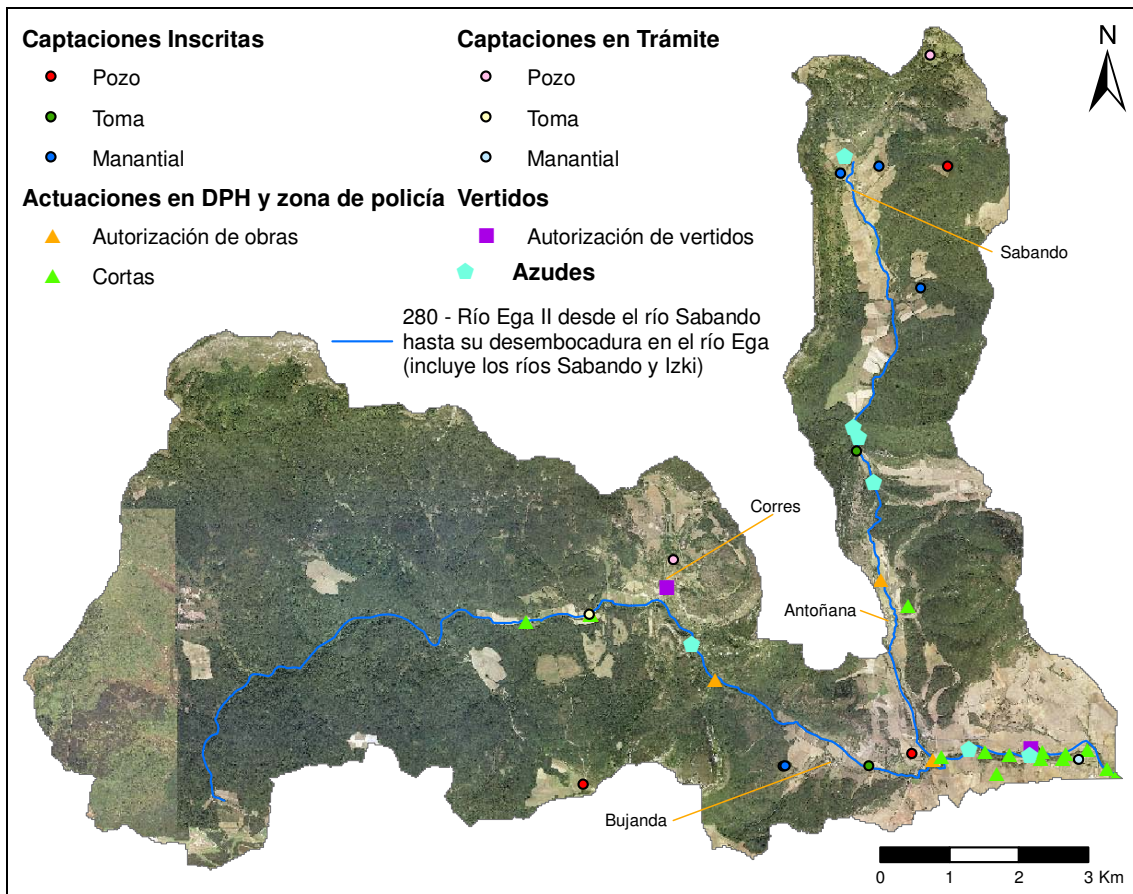 Captaciones Inscritas
Pozo
Toma
Manantial
Captaciones en Trámite
Pozo
Toma
Manantial
Actuaciones en DPH y zona de policía
Autorización de obras
Cortas
Vertidos
Autorización de vertidos
Azudes
280 - Río Ega II desde el río Sabando
hasta su desembocadura en el río Ega
(incluye los ríos Sabando y Izki)
N
Sabando
Corres
Antoñana
Bujanda
0 1 2 3 Km